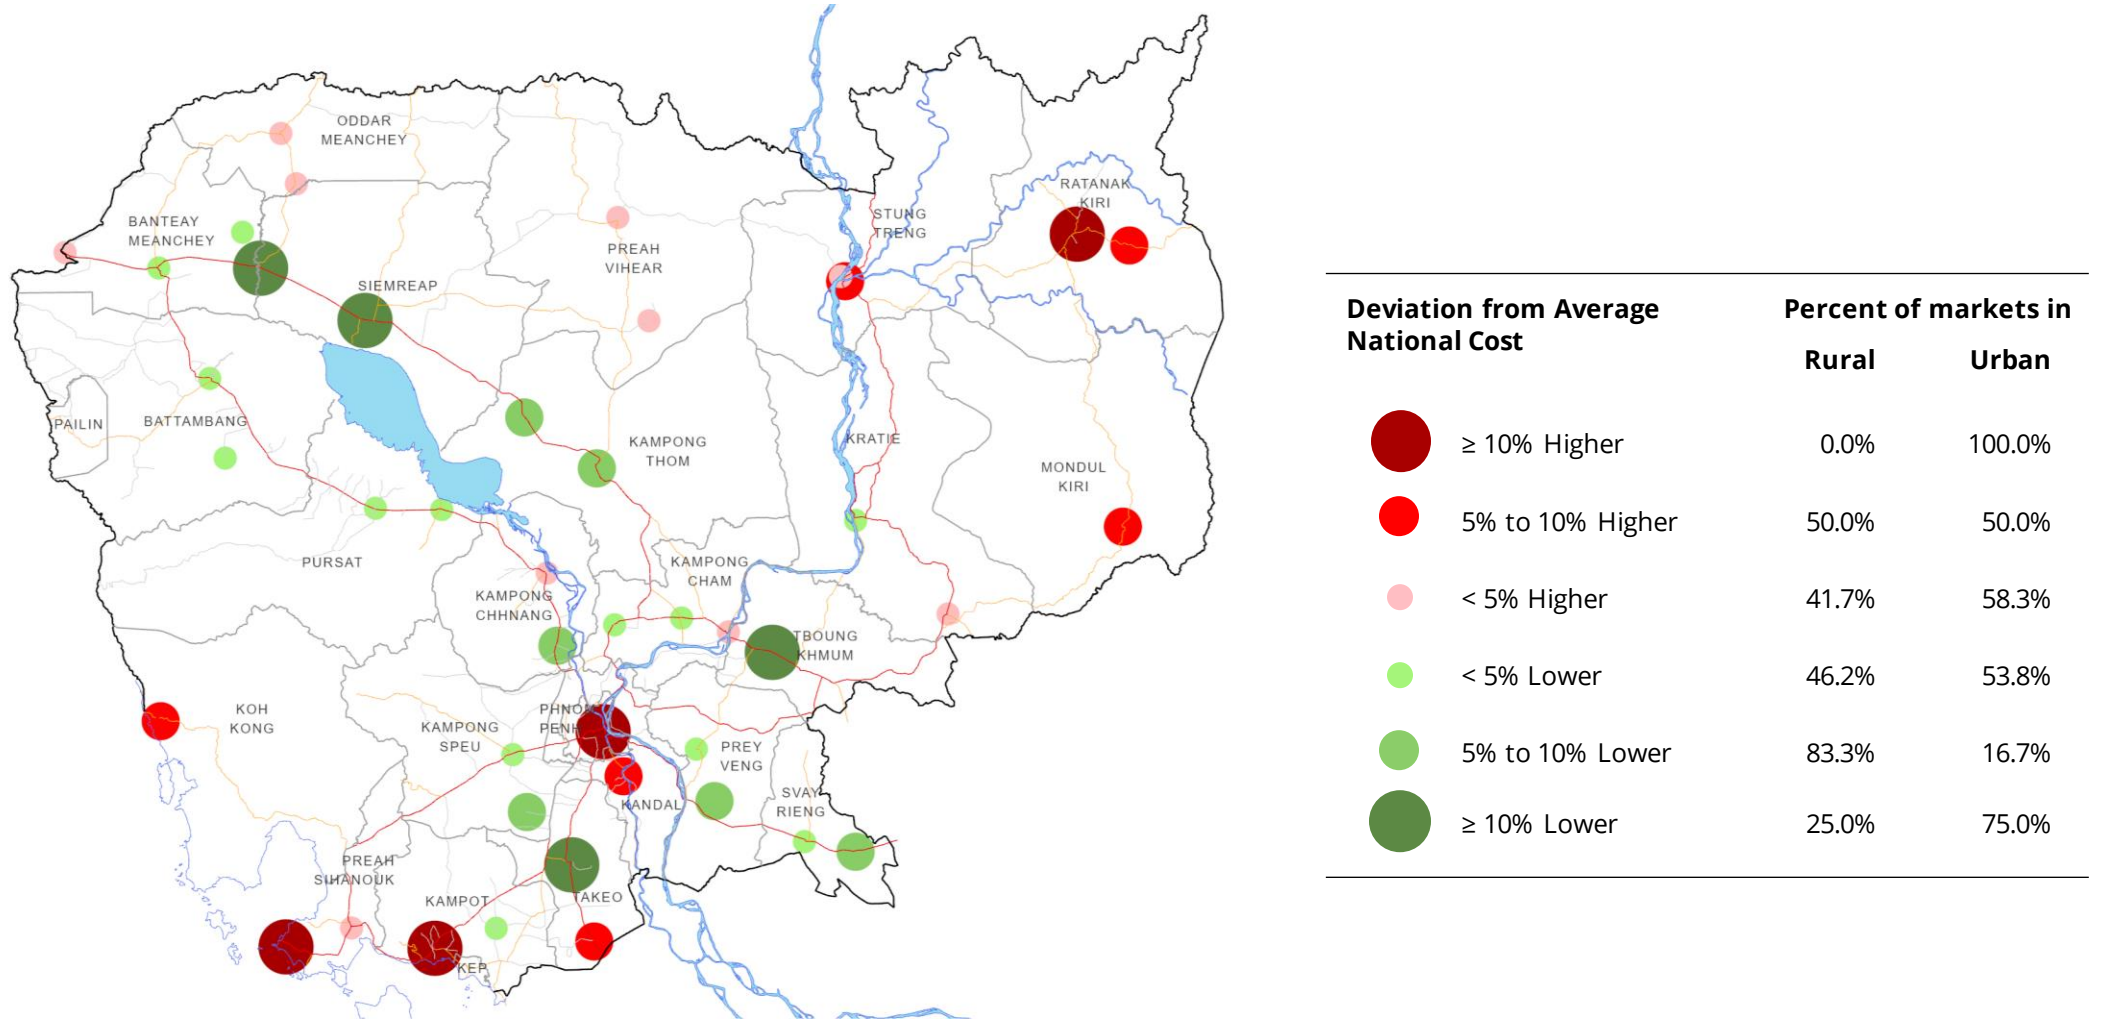 ODDAR
MEANCHEY
RATANAK
KIRI
BANTEAY
MEANCHEY
STUNG
TRENG
PREAH
VIHEAR
SIEMREAP
PAILIN
BATTAMBANG
KAMPONG
THOM
KRATIE
MONDUL
KIRI
PURSAT
KAMPONG
CHAM
KAMPONG
CHHNANG
TBOUNG
KHMUM
KOH
KONG
KAMPONG
SPEU
PHNOM
PENH
PREY
VENG
KANDAL
SVAY
RIENG
PREAH
SIHANOUK
KAMPOT
TAKEO
KEP
Deviation from Average Percent of markets in
National Cost
Rural Urban
≥ 10% Higher 0.0% 100.0%
5% to 10% Higher 50.0% 50.0%
< 5% Higher 41.7% 58.3%
< 5% Lower 46.2% 53.8%
5% to 10% Lower 83.3% 16.7%
≥ 10% Lower 25.0% 75.0%